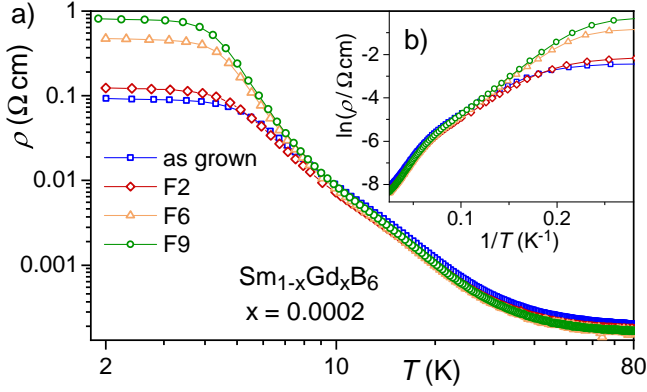 a)
1
0.1
0.01
0.001
ρ (Ω cm)
as grown
F2
F6
F9
Sm₁₋ₓGdₓB₆
x = 0.0002
2
10
80
T (K)
b)
-2
-4
-6
-8
ln(ρ/Ω cm)
0.1
0.2
1/T (K⁻¹)